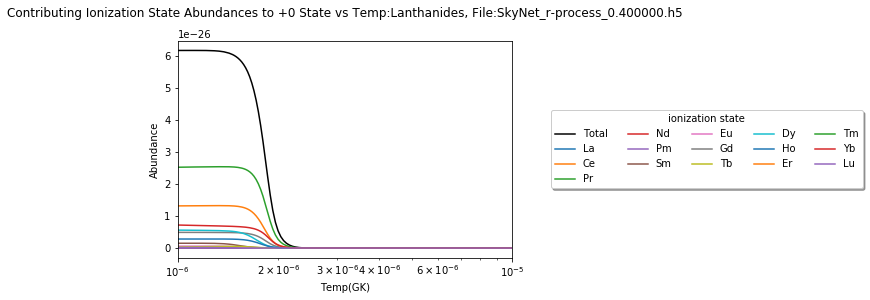 Contributing Ionization State Abundances to +0 State vs Temp:Lanthanides, File:SkyNet_r-process_0.400000.h5
1e−26
6
5
4
3
2
1
0
Abundance
10⁻⁶ 2×10⁻⁶ 3×10⁻⁶ 4×10⁻⁶ 6×10⁻⁶ 10⁻⁵
Temp(GK)
ionization state
Total Nd Eu Dy Tm
La Pm Gd Ho Yb
Ce Sm Tb Er Lu
Pr